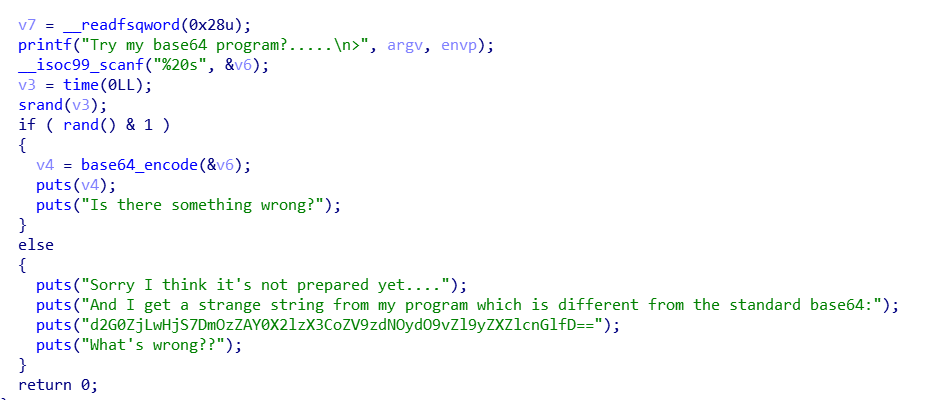 v7 = __readfsqword(0x28u);
printf("Try my base64 program?.....\n>", argv, envp);
__isoc99_scanf("%20s", &v6);
v3 = time(0LL);
srand(v3);
if ( rand() & 1 )
{
v4 = base64_encode(&v6);
puts(v4);
puts("Is there something wrong?");
}
else
{
puts("Sorry I think it's not prepared yet....");
puts("And I get a strange string from my program which is different from the standard base64:");
puts("d2G0ZjLwHjS7DmOzZAY0X2lzX3CoZV9zdNOydO9vZl9yZXZlcnGlfD==");
puts("What's wrong??");
}
return 0;